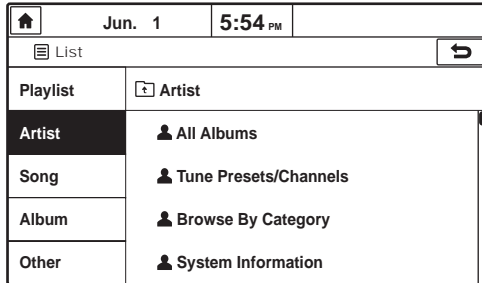 Jun. 1 5:54 PM
List
Playlist
Artist
Artist
All Albums
Song
Tune Presets/Channels
Album
Browse By Category
Other
System Information